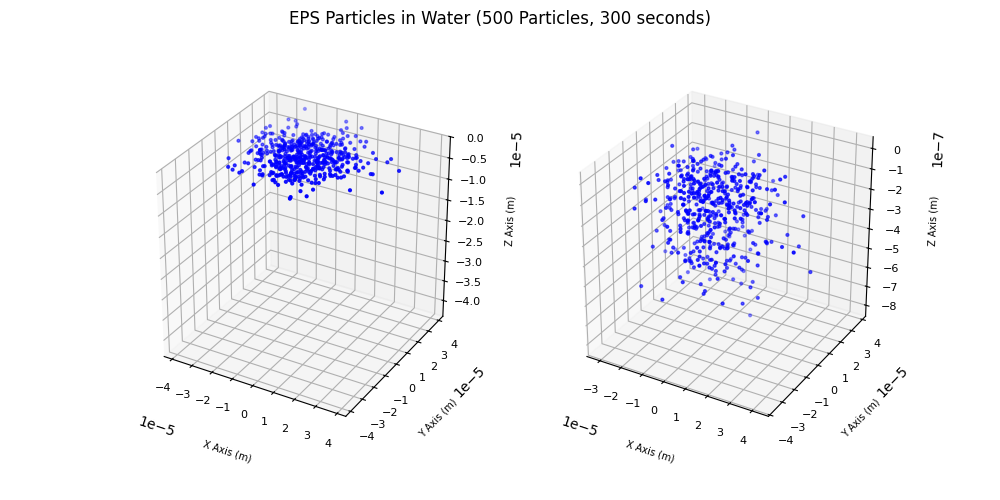 EPS Particles in Water (500 Particles, 300 seconds)
0.0
−0.5
−1.0
−1.5
−2.0
−2.5
−3.0
−3.5
−4.0
1e−5
Z Axis (m)
−4 −3 −2 −1 0 1 2 3 4
1e−5
X Axis (m)
−4 −3 −2 −1 0 1 2 3 4
1e−5
Y Axis (m)
0
−1
−2
−3
−4
−5
−6
−7
−8
1e−7
Z Axis (m)
−3 −2 −1 0 1 2 3 4
1e−5
X Axis (m)
−4 −3 −2 −1 0 1 2 3 4
1e−5
Y Axis (m)